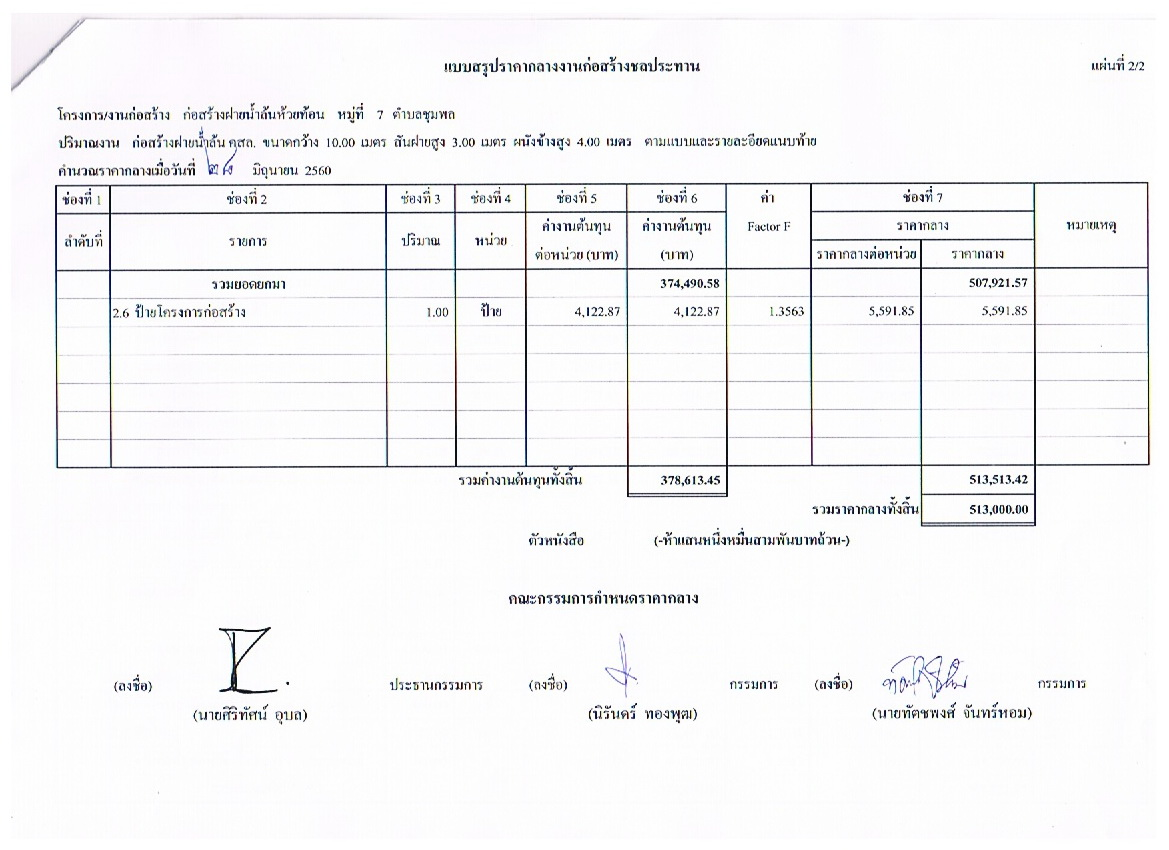 แบบสรุปราคากลางงานก่อสร้างชลประทาน
แผ่นที่ 2/2
โครงการ/งานก่อสร้าง ก่อสร้างฝายน้ำล้นห้วยท้อน หมู่ที่ 7 ตำบลชุมพล
ปริมาณงาน ก่อสร้างฝายน้ำล้น คสล. ขนาดกว้าง 10.00 เมตร สันฝายสูง 3.00 เมตร ผนังข้างสูง 4.00 เมตร ตามแบบและรายละเอียดแนบท้าย
คำนวณราคากลางเมื่อวันที่ ๒๘ มิถุนายน 2560
ช่องที่ 1 ช่องที่ 2 ช่องที่ 3 ช่องที่ 4 ช่องที่ 5 ช่องที่ 6 ค่า ช่องที่ 7
ลำดับที่ รายการ ปริมาณ หน่วย ค่างานต้นทุน ค่างานต้นทุน Factor F ราคากลาง หมายเหตุ
ต่อหน่วย (บาท) (บาท) ราคากลางต่อหน่วย ราคากลาง
รวมยอดยกมา 374,490.58 507,921.57
2.6 ป้ายโครงการก่อสร้าง 1.00 ป้าย 4,122.87 4,122.87 1.3563 5,591.85 5,591.85
รวมค่างานต้นทุนทั้งสิ้น 378,613.45 513,513.42
รวมราคากลางทั้งสิ้น 513,000.00
ตัวหนังสือ (-ห้าแสนหนึ่งหมื่นสามพันบาทถ้วน-)
คณะกรรมการกำหนดราคากลาง
(ลงชื่อ) ประธานกรรมการ (ลงชื่อ) กรรมการ (ลงชื่อ) กรรมการ
(นายศิริทัศน์ อุบล) (นิรันดร์ ทองพุฒ) (นายทัตชพงศ์ จันทร์หอม)